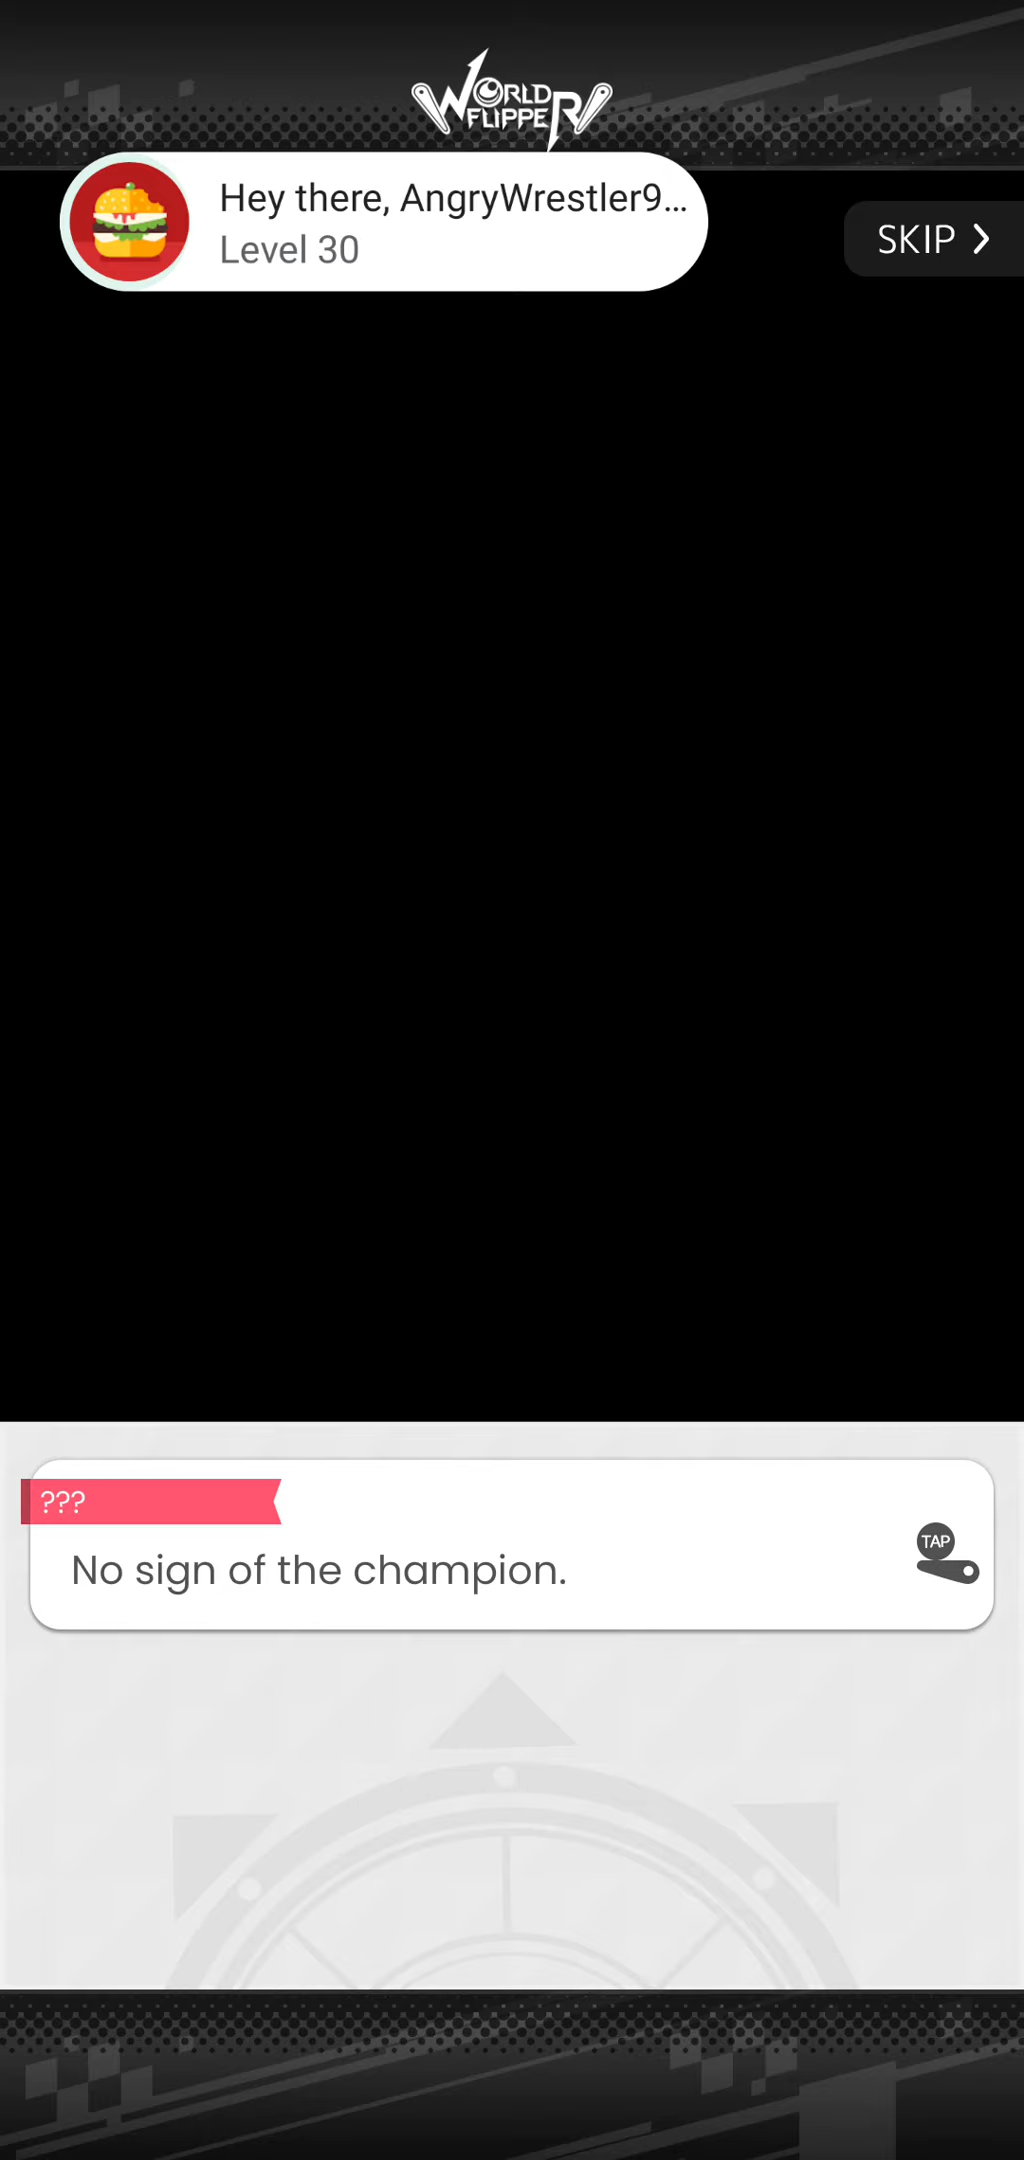 WORLD
FLIPPER
Hey there, AngryWrestler9...
Level 30
SKIP
???
No sign of the champion.
TAP